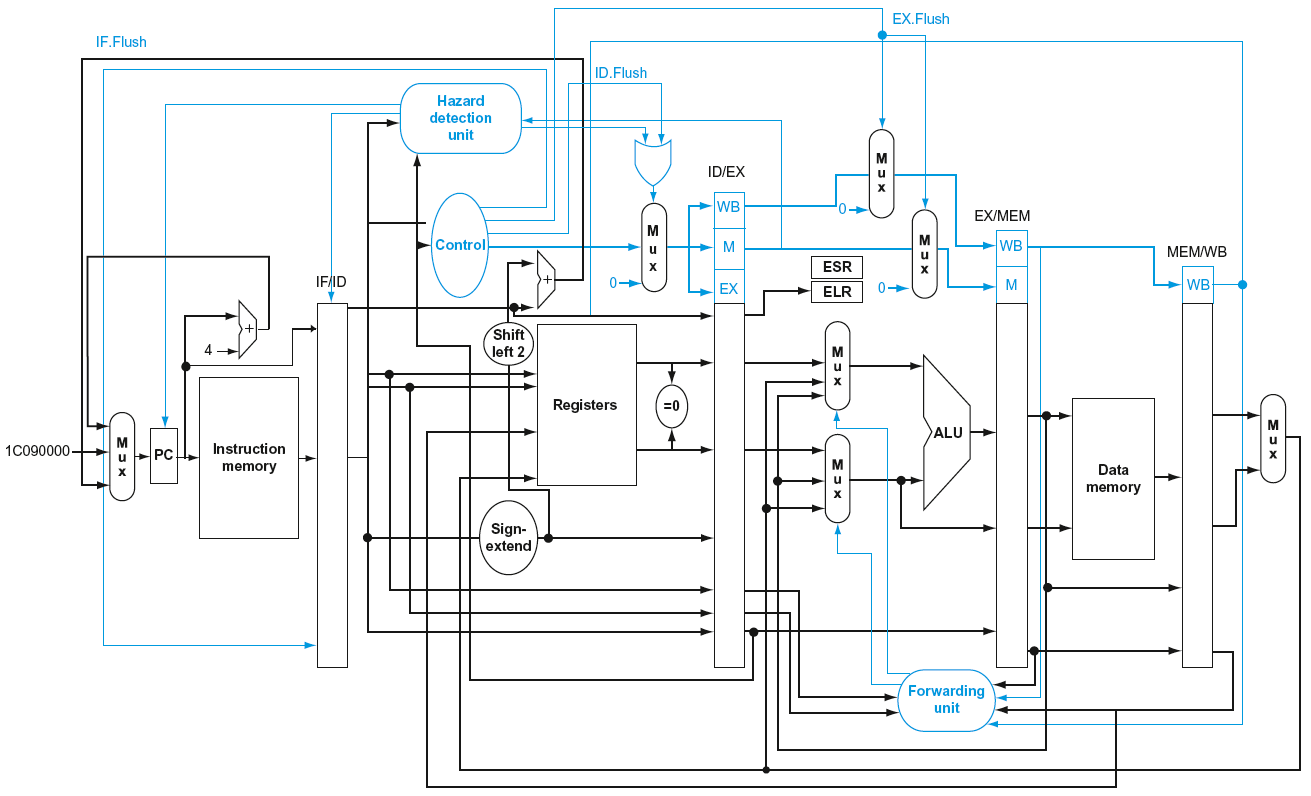 EX.Flush
IF.Flush
ID.Flush
Hazard
detection
unit
M
u
x
ID/EX
WB
0
M
u
x
EX/MEM
Control
M
u
x
M
WB
MEM/WB
+
ESR
IF/ID
0
EX
ELR
0
M
WB
+
4
Shift
left 2
M
u
x
Registers
=0
M
u
x
PC
1C090000
Instruction
memory
ALU
M
u
x
M
u
x
Data
memory
Sign-
extend
Forwarding
unit